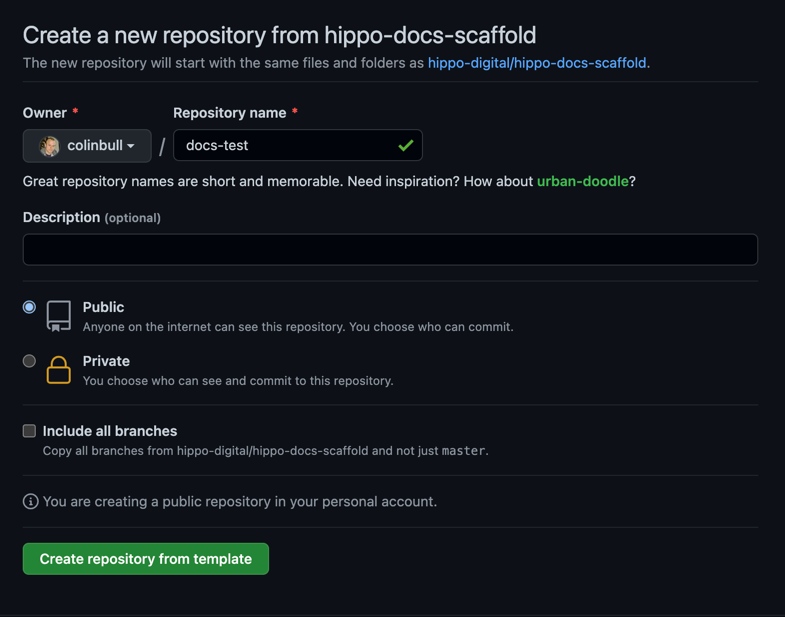 Create a new repository from hippo-docs-scaffold
The new repository will start with the same files and folders as hippo-digital/hippo-docs-scaffold.
Owner * Repository name *
colinbull / docs-test
Great repository names are short and memorable. Need inspiration? How about urban-doodle?
Description (optional)
Public
Anyone on the internet can see this repository. You choose who can commit.
Private
You choose who can see and commit to this repository.
Include all branches
Copy all branches from hippo-digital/hippo-docs-scaffold and not just master.
You are creating a public repository in your personal account.
Create repository from template